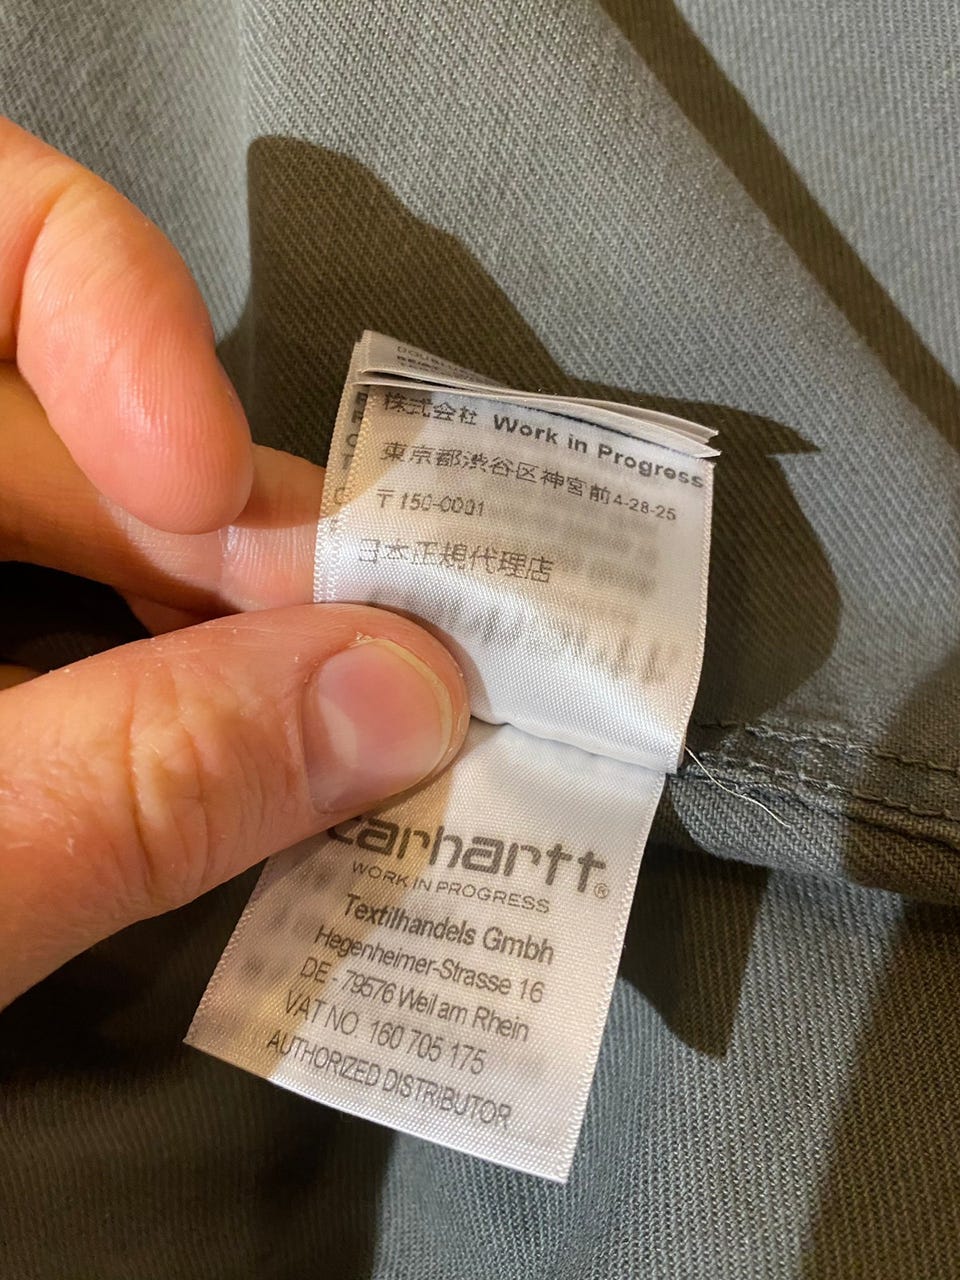 株式会社 Work in Progress
東京都渋谷区神宮前4-28-25
〒150-0001
日本正規代理店
carhartt®
WORK IN PROGRESS
Textilhandels Gmbh
Hegenheimer-Strasse 16
DE - 79576 Weil am Rhein
VAT NO. 160 705 175
AUTHORIZED DISTRIBUTOR